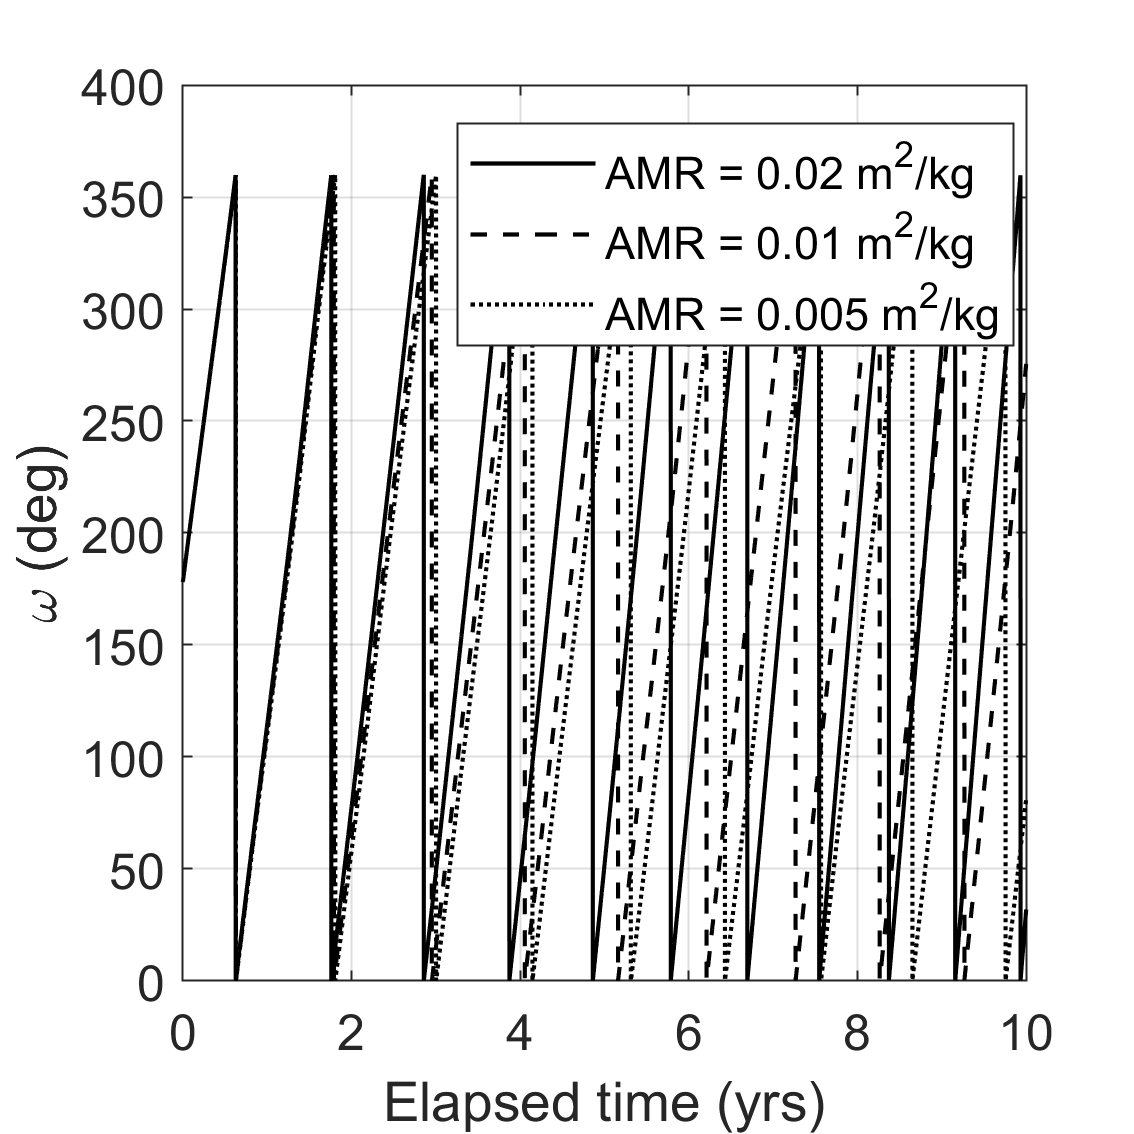 400
350
300
250
200
150
100
50
0
ω (deg)
AMR = 0.02 m²/kg
AMR = 0.01 m²/kg
AMR = 0.005 m²/kg
0 2 4 6 8 10
Elapsed time (yrs)